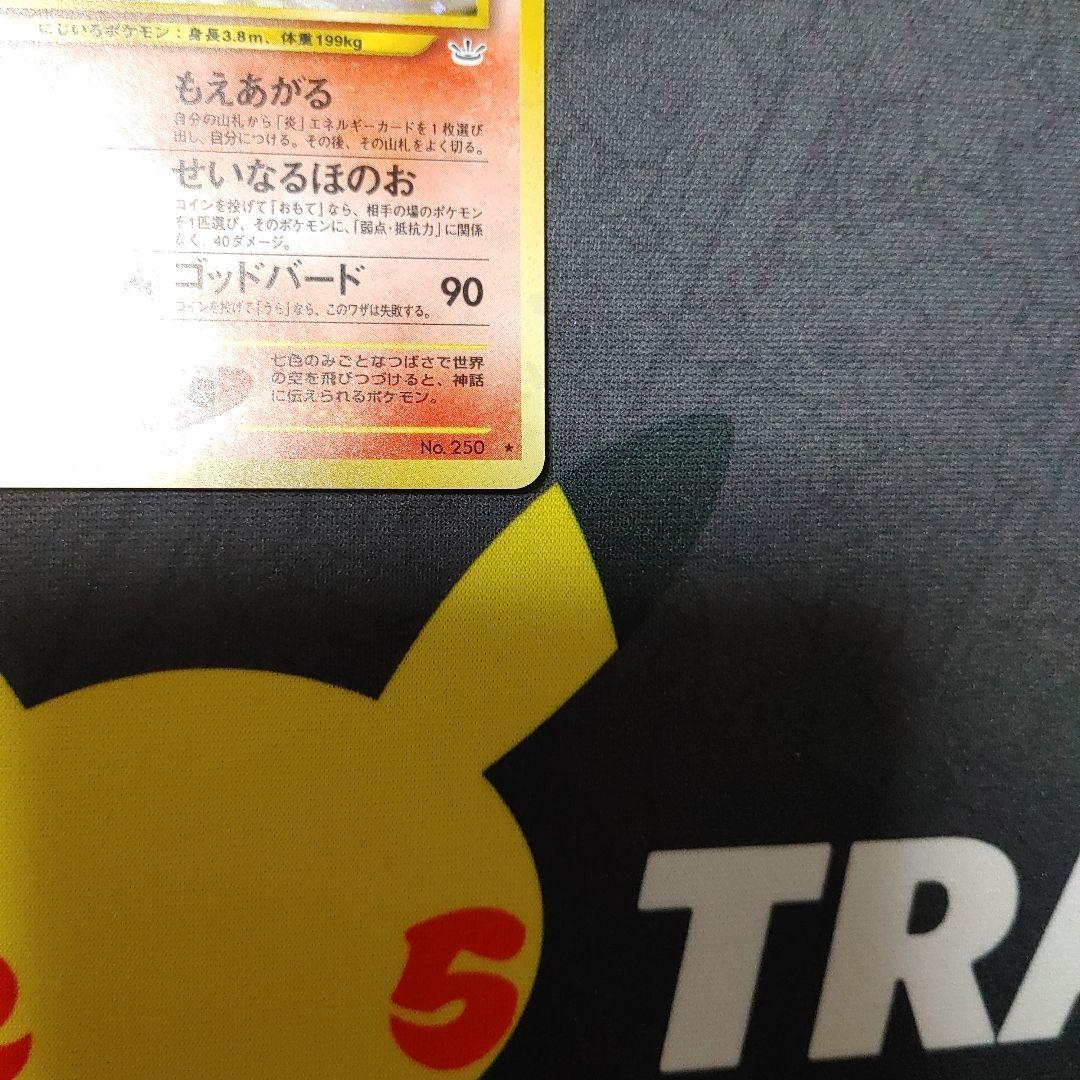 にじいろポケモン：身長3.8m、体重199kg
もえあがる
自分の山札から「炎」エネルギーカードを1枚選び
出し、自分につける。その後、その山札をよく切る。
せいなるほのお
コインを投げて「おもて」なら、相手の場のポケモン
を1匹選び、そのポケモンに、「弱点・抵抗力」に関係
なく、40ダメージ。
ゴッドバード 90
コインを投げて「うら」なら、このワザは失敗する。
七色のみごとなつばさで世界
の空を飛びつづけると、神話
に伝えられるポケモン。
No. 250 ★
5
TRA